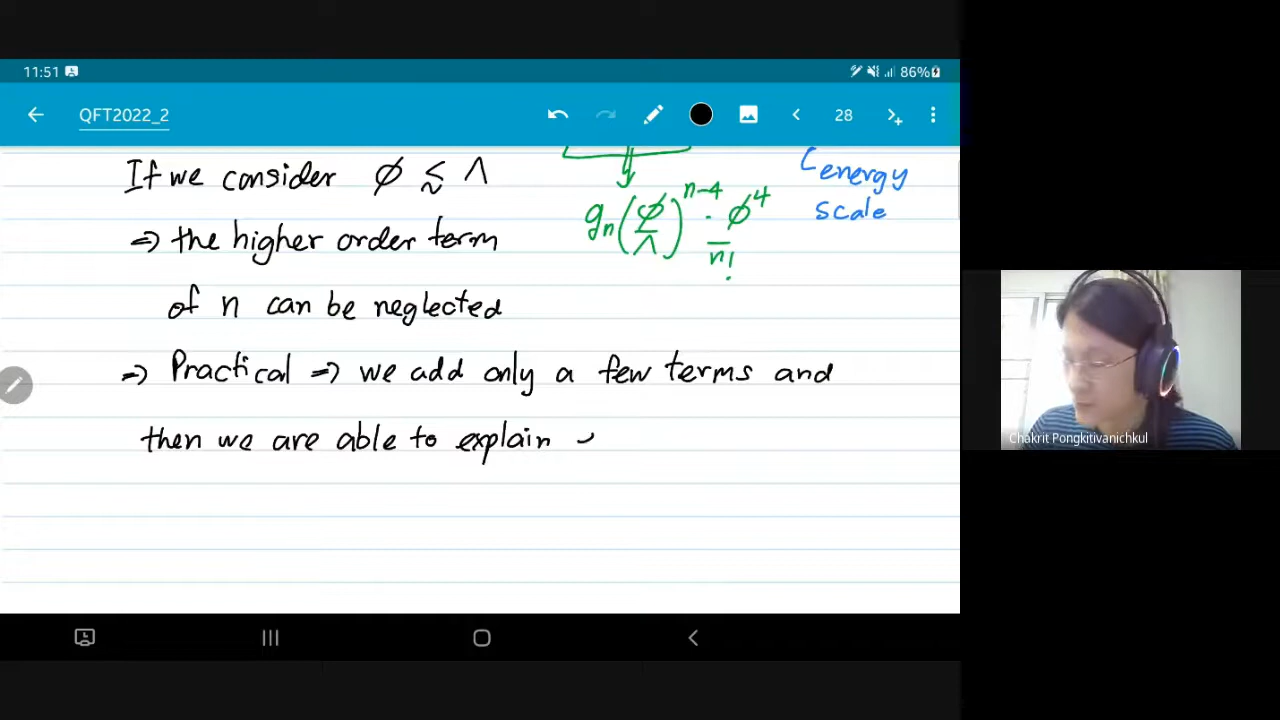 11:51 86%
QFT2022_2 28
If we consider ϕ ≲ Λ
(energy
scale
g_n (ϕ/Λ)^{n-4} · ϕ^4/n!
⇒ the higher order term
of n can be neglected
⇒ Practical ⇒ we add only a few terms and
then we are able to explain
Chakrit Pongkitivanichkul